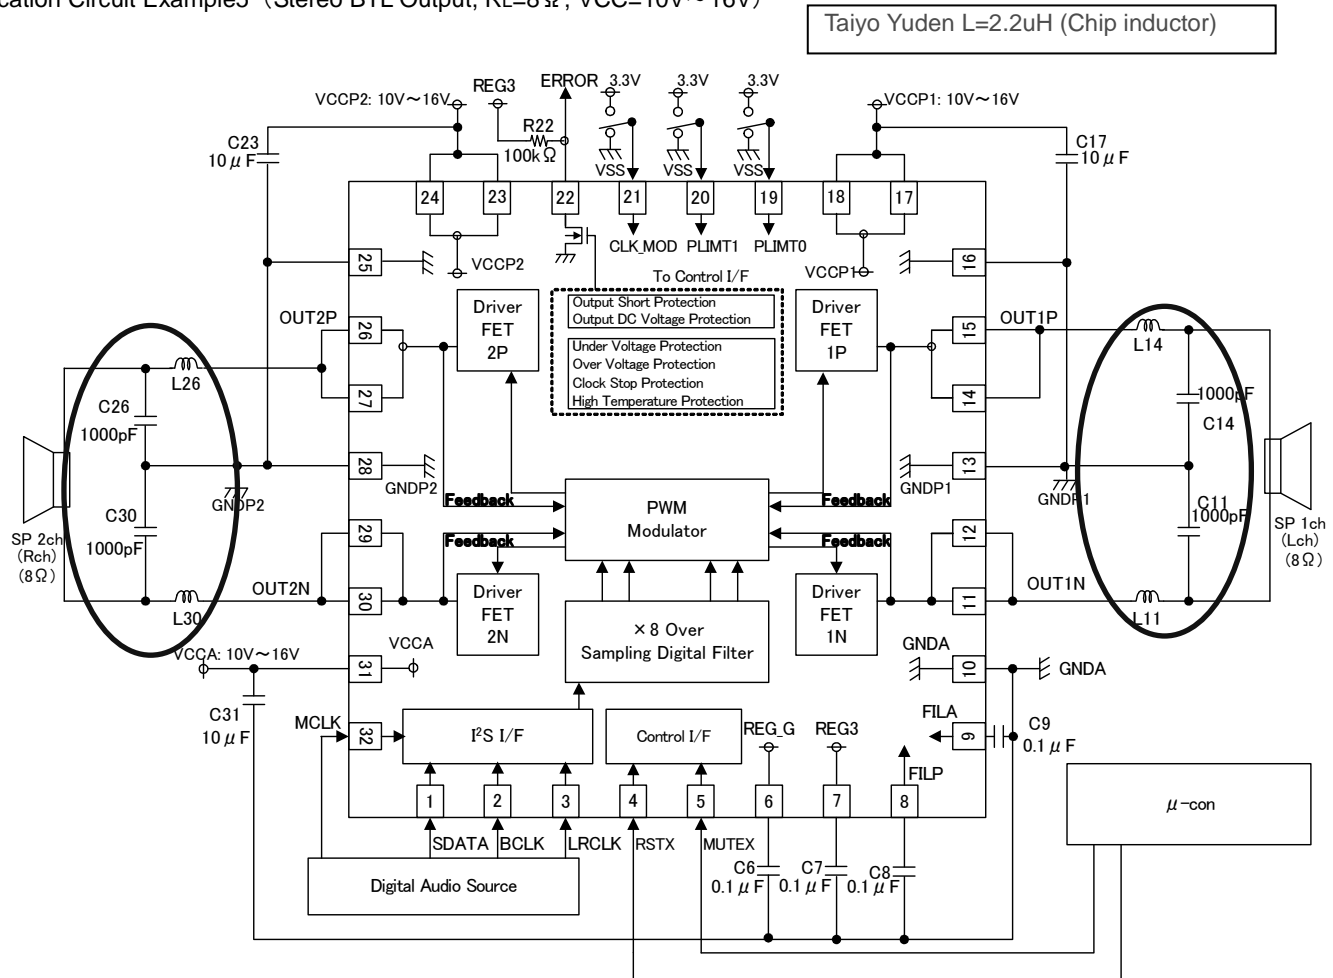 cation Circuit Example3 (Stereo BTL Output, RL=8Ω, VCC=10V~16V)
Taiyo Yuden L=2.2uH (Chip inductor)
VCCP2: 10V～16V
REG3
ERROR
3.3V
3.3V
3.3V
VCCP1: 10V～16V
C23
10μF
R22
100kΩ
VSS
VSS
VSS
C17
10μF
24
23
22
21
20
19
18
17
CLK_MOD
PLIMT1
PLIMT0
VCCP2
VCCP1
To Control I/F
25
16
Output Short Protection
Output DC Voltage Protection
Under Voltage Protection
Over Voltage Protection
Clock Stop Protection
High Temperature Protection
Driver
FET
2P
Driver
FET
1P
OUT2P
26
27
15
14
OUT1P
L26
L14
C26
1000pF
1000pF
C14
28
GNDP2
GNDP2
13
GNDP1
GNDP1
Feedback
Feedback
PWM
Modulator
Feedback
Feedback
C30
1000pF
C11
1000pF
SP 2ch
(Rch)
(8Ω)
SP 1ch
(Lch)
(8Ω)
29
30
12
11
OUT2N
OUT1N
L30
L11
Driver
FET
2N
Driver
FET
1N
×8 Over
Sampling Digital Filter
VCCA: 10V～16V
31
VCCA
GNDA
10
GNDA
C31
10μF
MCLK
32
I²S I/F
Control I/F
REG_G
REG3
FILA
9
C9
0.1μF
FILP
1
2
3
4
5
6
7
8
μ-con
SDATA
BCLK
LRCLK
RSTX
MUTEX
C6
0.1μF
C7
0.1μF
C8
0.1μF
Digital Audio Source